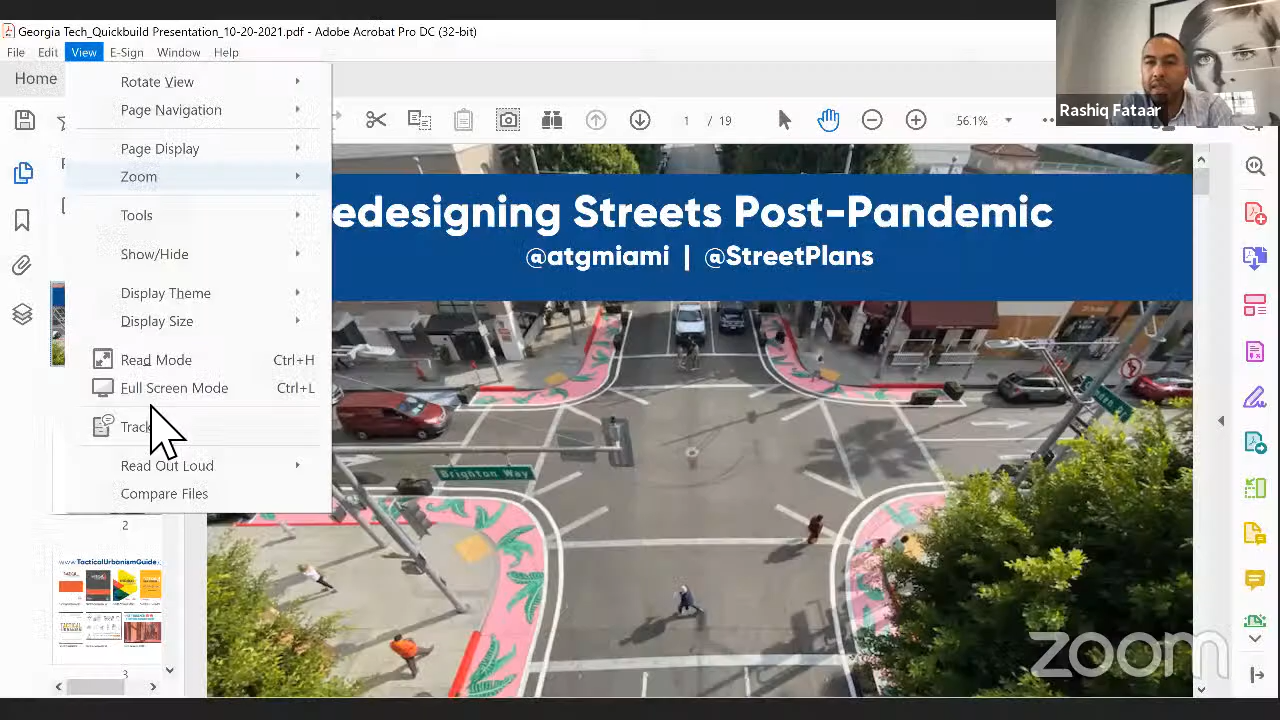 Georgia Tech_Quickbuild Presentation_10-20-2021.pdf - Adobe Acrobat Pro DC (32-bit)
File Edit View E-Sign Window Help
Home
Rashiq Fataar
1 / 19
56.1%
Rotate View
Page Navigation
Page Display
Zoom
Tools
Show/Hide
Display Theme
Display Size
Read Mode Ctrl+H
Full Screen Mode Ctrl+L
Track
Read Out Loud
Compare Files
edesigning Streets Post-Pandemic
@atgmiami | @StreetPlans
Brighton Way
2
www.TacticalUrbanismGuide
3
zoom